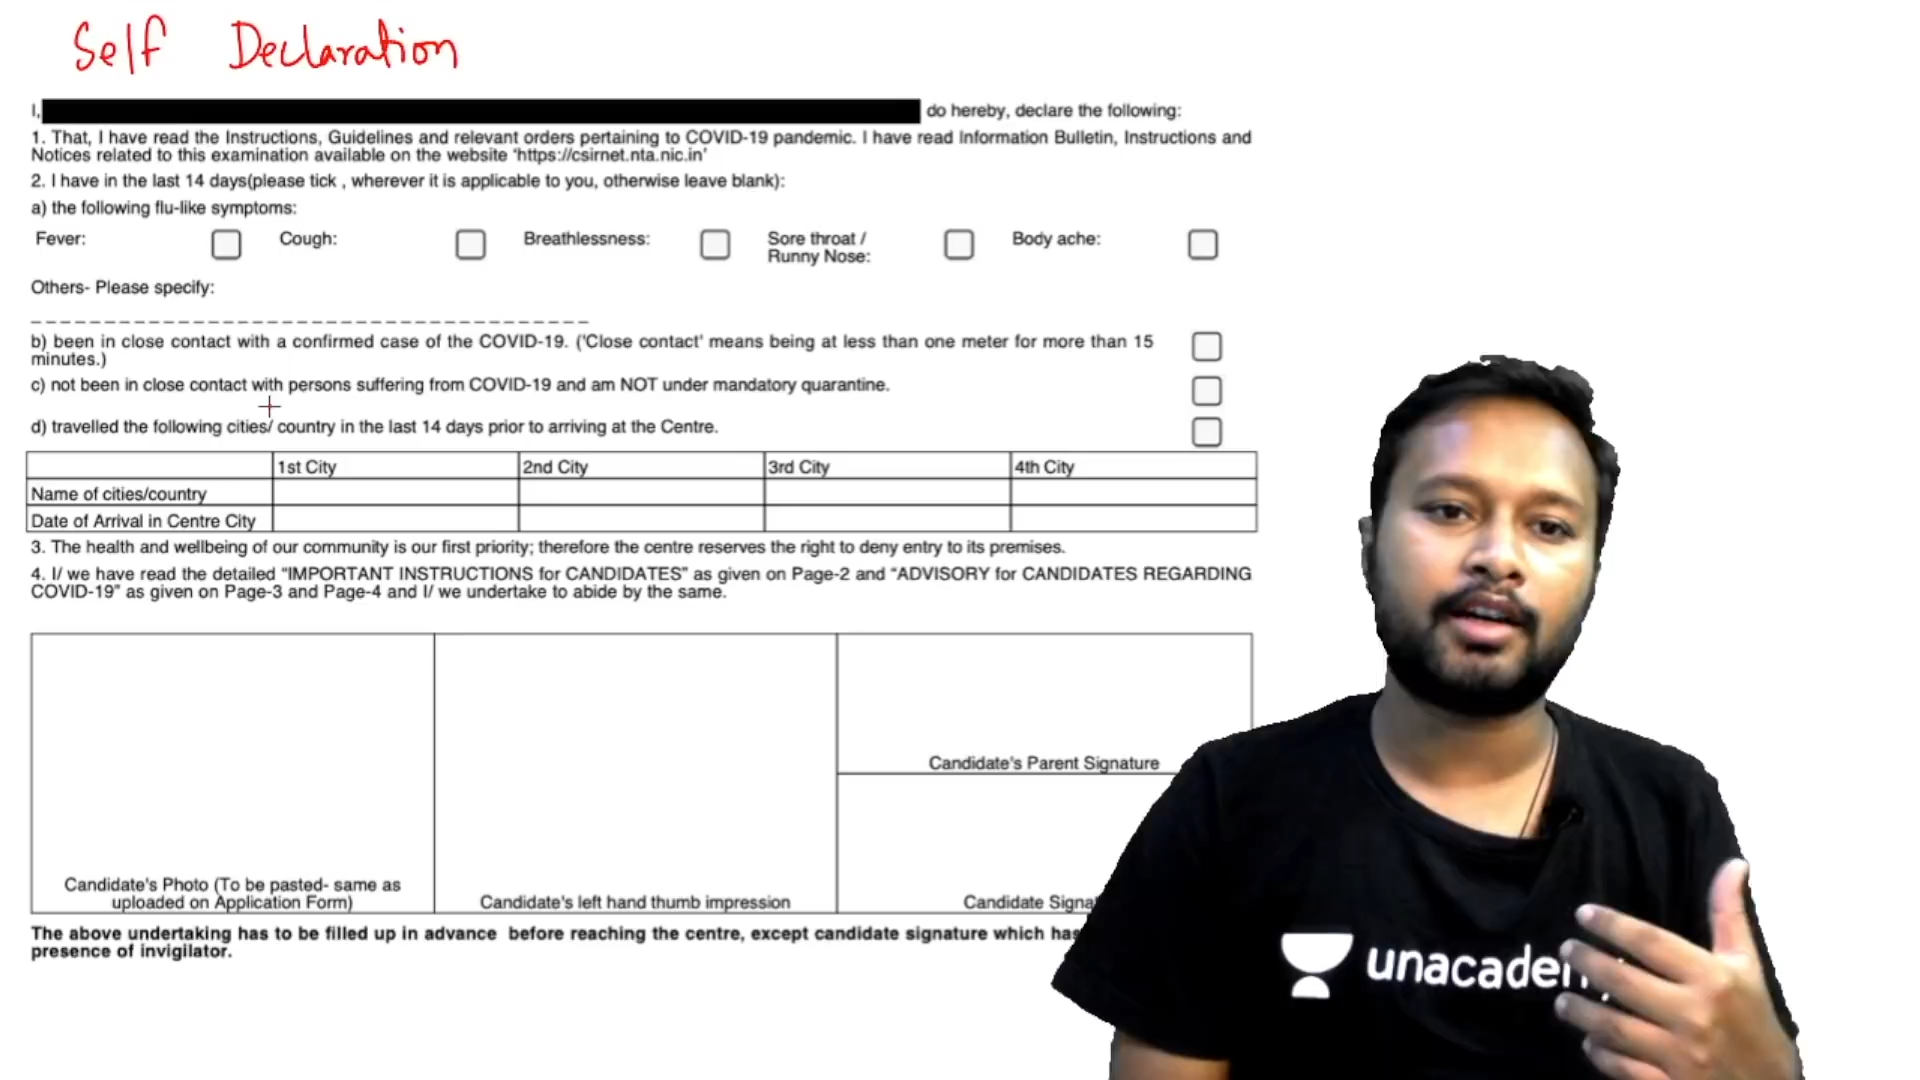 Self Declaration
I, do hereby, declare the following:
1. That, I have read the Instructions, Guidelines and relevant orders pertaining to COVID-19 pandemic. I have read Information Bulletin, Instructions and
Notices related to this examination available on the website 'https://csirnet.nta.nic.in'
2. I have in the last 14 days(please tick , wherever it is applicable to you, otherwise leave blank):
a) the following flu-like symptoms:
Fever: Cough: Breathlessness: Sore throat / Body ache:
Runny Nose:
Others- Please specify:
b) been in close contact with a confirmed case of the COVID-19. ('Close contact' means being at less than one meter for more than 15
minutes.)
c) not been in close contact with persons suffering from COVID-19 and am NOT under mandatory quarantine.
d) travelled the following cities/ country in the last 14 days prior to arriving at the Centre.
1st City 2nd City 3rd City 4th City
Name of cities/country
Date of Arrival in Centre City
3. The health and wellbeing of our community is our first priority; therefore the centre reserves the right to deny entry to its premises.
4. I/ we have read the detailed “IMPORTANT INSTRUCTIONS for CANDIDATES” as given on Page-2 and “ADVISORY for CANDIDATES REGARDING
COVID-19” as given on Page-3 and Page-4 and I/ we undertake to abide by the same.
Candidate's Parent Signature
Candidate's Photo (To be pasted- same as
uploaded on Application Form)
Candidate's left hand thumb impression
Candidate Signa
The above undertaking has to be filled up in advance before reaching the centre, except candidate signature which has
presence of invigilator.
unacadem